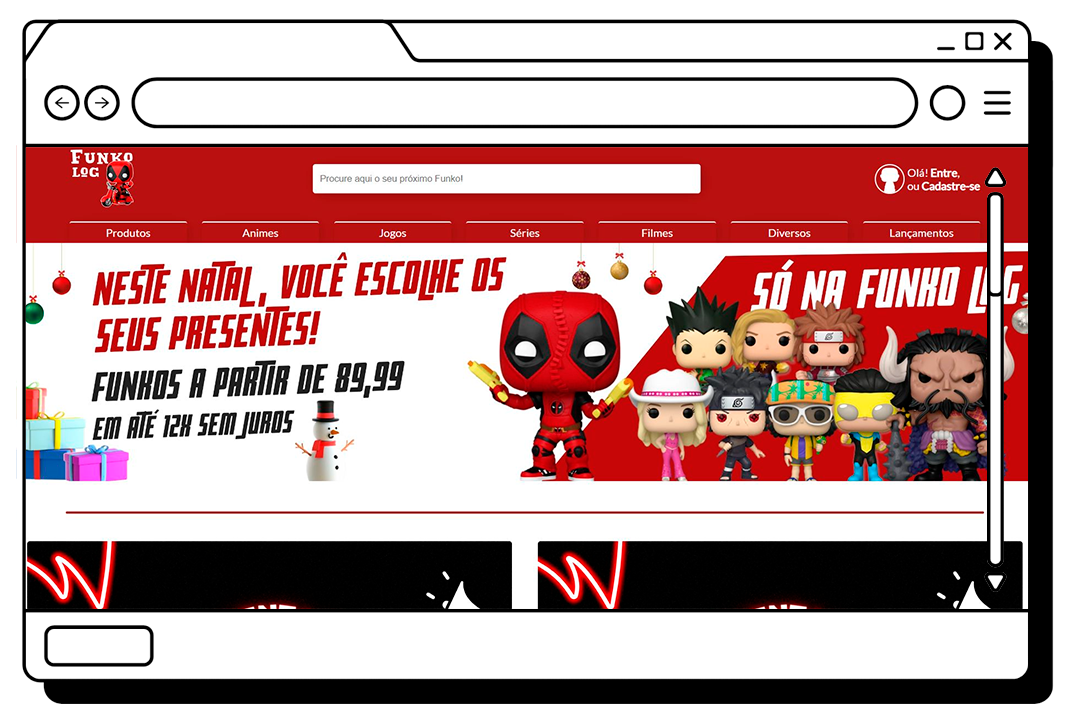 FUNKO
LOG
Procure aqui o seu próximo Funko!
Olá! Entre,
ou Cadastre-se
Produtos
Animes
Jogos
Séries
Filmes
Diversos
Lançamentos
NESTE NATAL, VOCÊ ESCOLHE OS
SEUS PRESENTES!
FUNKOS A PARTIR DE 89,99
EM ATÉ 12X SEM JUROS
SÓ NA FUNKO LOG